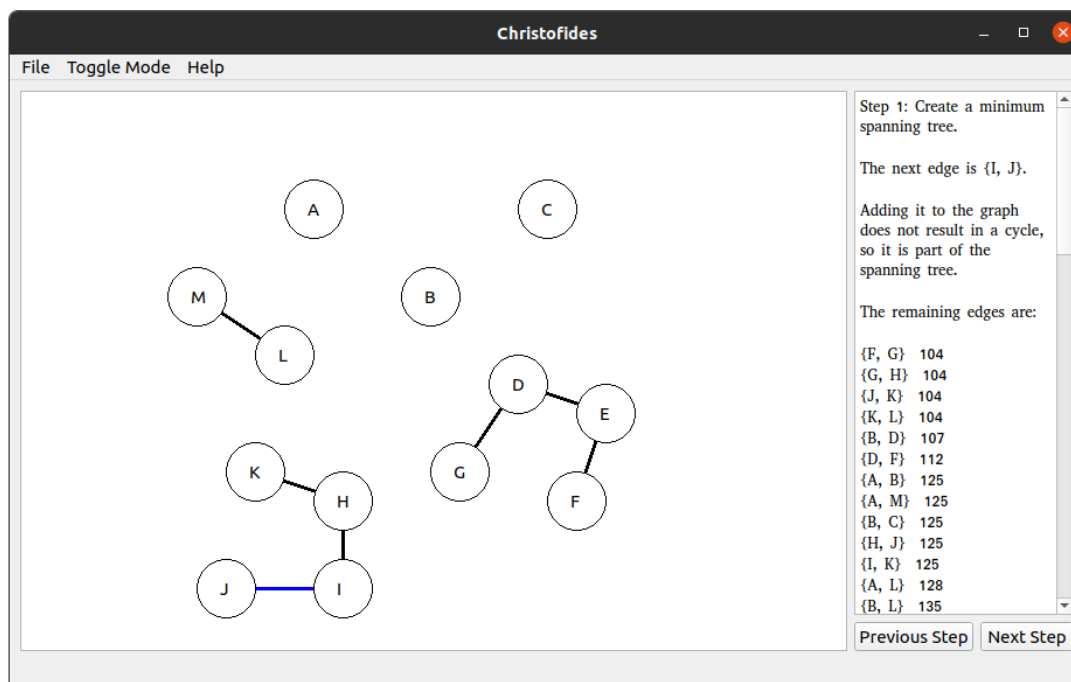 Christofides
File Toggle Mode Help
A
C
M
B
L
D
E
K
G
H
F
J
I
Step 1: Create a minimum
spanning tree.
The next edge is {I, J}.
Adding it to the graph
does not result in a cycle,
so it is part of the
spanning tree.
The remaining edges are:
{F, G} 104
{G, H} 104
{J, K} 104
{K, L} 104
{B, D} 107
{D, F} 112
{A, B} 125
{A, M} 125
{B, C} 125
{H, J} 125
{I, K} 125
{A, L} 128
{B, L} 135
Previous Step Next Step